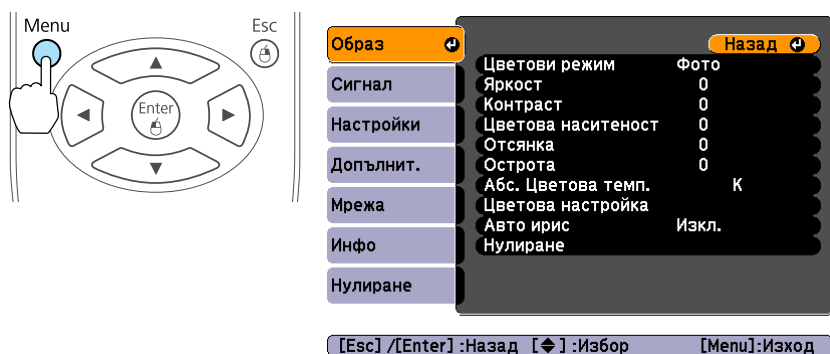 Menu
Esc
Enter
Образ
Сигнал
Настройки
Допълнит.
Мрежа
Инфо
Нулиране
Назад
Цветови режим Фото
Яркост 0
Контраст 0
Цветова наситеност 0
Отсянка 0
Острота 0
Абс. Цветова темп. K
Цветова настройка
Авто ирис Изкл.
Нулиране
[Esc] /[Enter] :Назад [◆] :Избор [Menu]:Изход